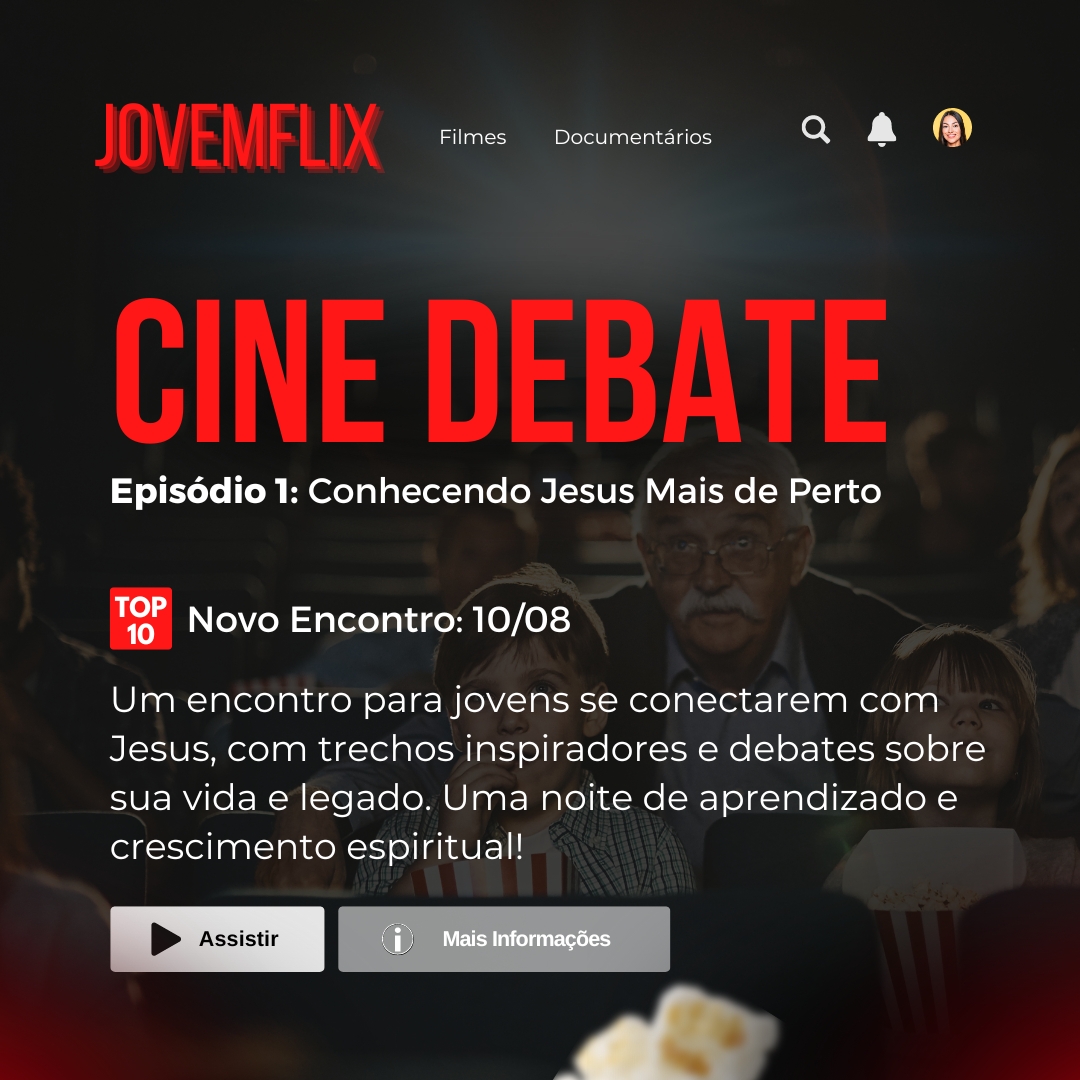 JOVEMFLIX
Filmes
Documentários
CINE DEBATE
Episódio 1: Conhecendo Jesus Mais de Perto
TOP
10
Novo Encontro: 10/08
Um encontro para jovens se conectarem com
Jesus, com trechos inspiradores e debates sobre
sua vida e legado. Uma noite de aprendizado e
crescimento espiritual!
Assistir
Mais Informações